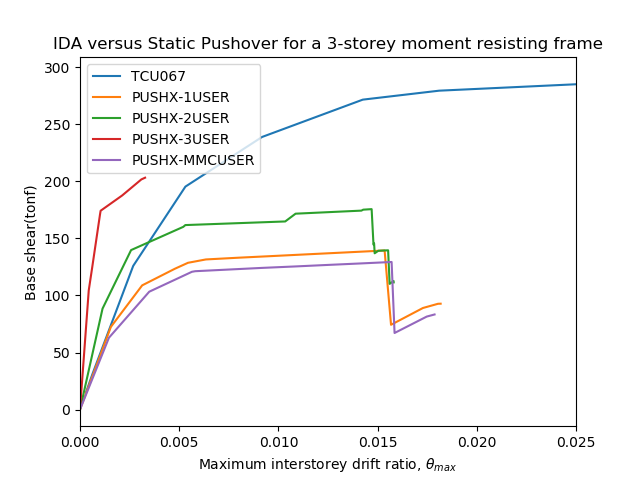 IDA versus Static Pushover for a 3-storey moment resisting frame
300
250
200
150
100
50
0
Base shear(tonf)
TCU067
PUSHX-1USER
PUSHX-2USER
PUSHX-3USER
PUSHX-MMCUSER
0.000 0.005 0.010 0.015 0.020 0.025
Maximum interstorey drift ratio, θmax